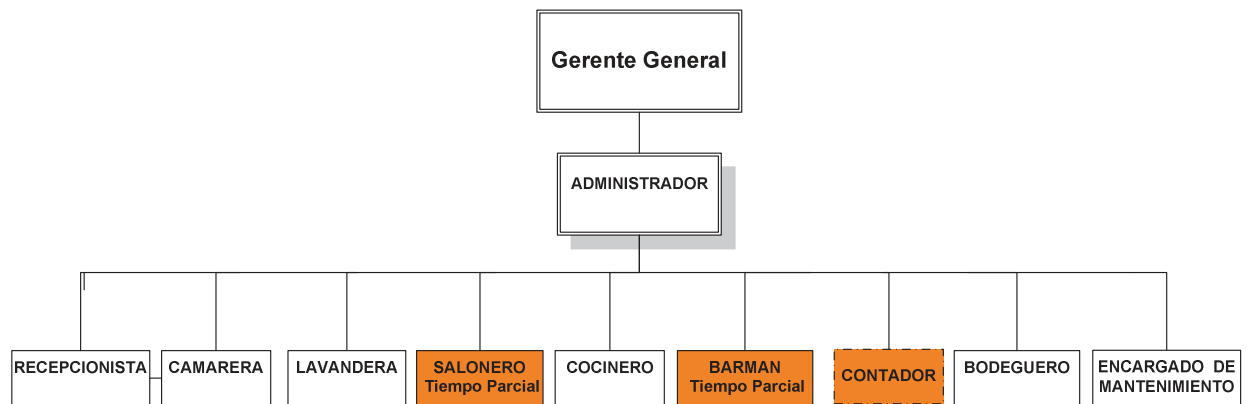 Gerente General
ADMINISTRADOR
RECEPCIONISTA
CAMARERA
LAVANDERA
SALONERO
Tiempo Parcial
COCINERO
BARMAN
Tiempo Parcial
CONTADOR
BODEGUERO
ENCARGADO DE
MANTENIMIENTO